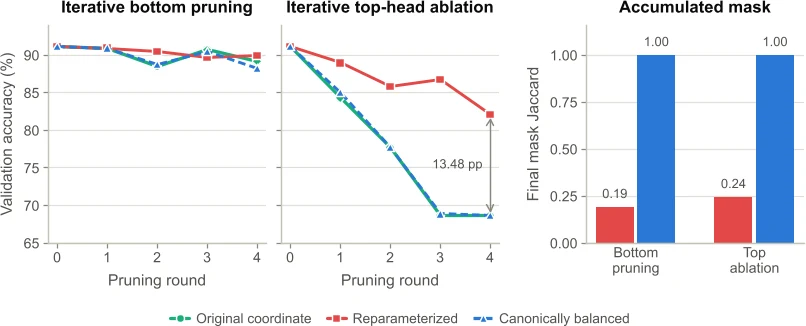 Iterative bottom pruning
Iterative top-head ablation
Accumulated mask
Validation accuracy (%)
90
85
80
75
70
65
0
1
2
3
4
Pruning round
13.48 pp
0
1
2
3
4
Pruning round
Final mask Jaccard
1.00
0.75
0.50
0.25
0.00
0.19
1.00
0.24
1.00
Bottom
pruning
Top
ablation
Original coordinate
Reparameterized
Canonically balanced